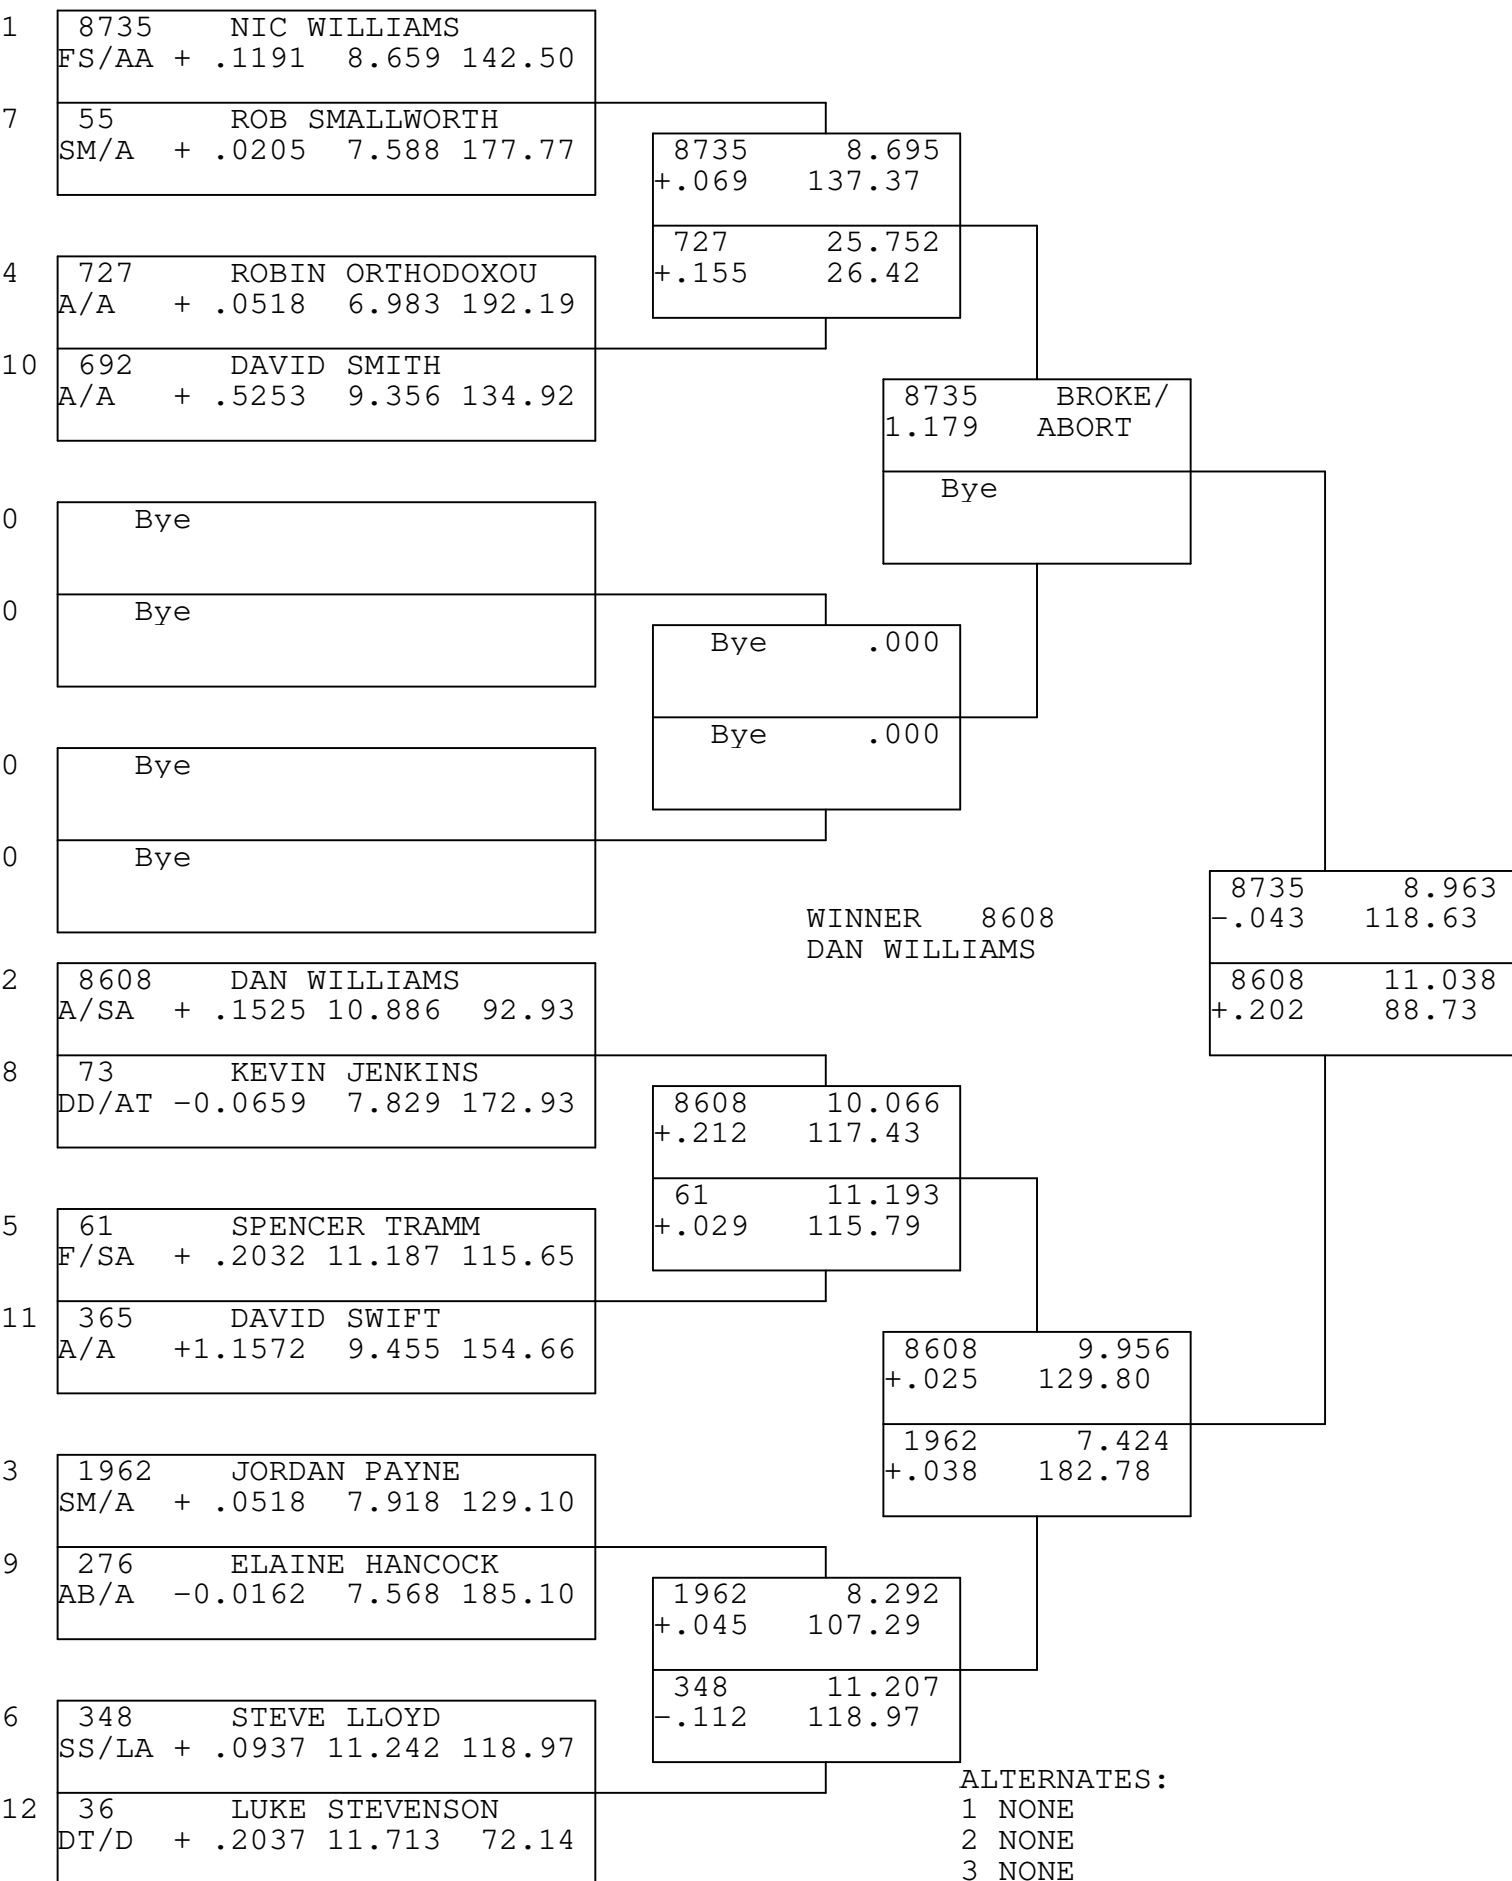 1 8735 NIC WILLIAMS
FS/AA + .1191 8.659 142.50
7 55 ROB SMALLWORTH
SM/A + .0205 7.588 177.77
8735 8.695
+.069 137.37
727 25.752
+.155 26.42
4 727 ROBIN ORTHODOXOU
A/A + .0518 6.983 192.19
10 692 DAVID SMITH
A/A + .5253 9.356 134.92
8735 BROKE/
1.179 ABORT
Bye
0 Bye
0 Bye
Bye .000
Bye .000
0 Bye
0 Bye
WINNER 8608
DAN WILLIAMS
8735 8.963
-.043 118.63
8608 11.038
+.202 88.73
2 8608 DAN WILLIAMS
A/SA + .1525 10.886 92.93
8 73 KEVIN JENKINS
DD/AT -0.0659 7.829 172.93
8608 10.066
+.212 117.43
61 11.193
+.029 115.79
5 61 SPENCER TRAMM
F/SA + .2032 11.187 115.65
11 365 DAVID SWIFT
A/A +1.1572 9.455 154.66
8608 9.956
+.025 129.80
1962 7.424
+.038 182.78
3 1962 JORDAN PAYNE
SM/A + .0518 7.918 129.10
9 276 ELAINE HANCOCK
AB/A -0.0162 7.568 185.10
1962 8.292
+.045 107.29
348 11.207
-.112 118.97
6 348 STEVE LLOYD
SS/LA + .0937 11.242 118.97
12 36 LUKE STEVENSON
DT/D + .2037 11.713 72.14
ALTERNATES:
1 NONE
2 NONE
3 NONE